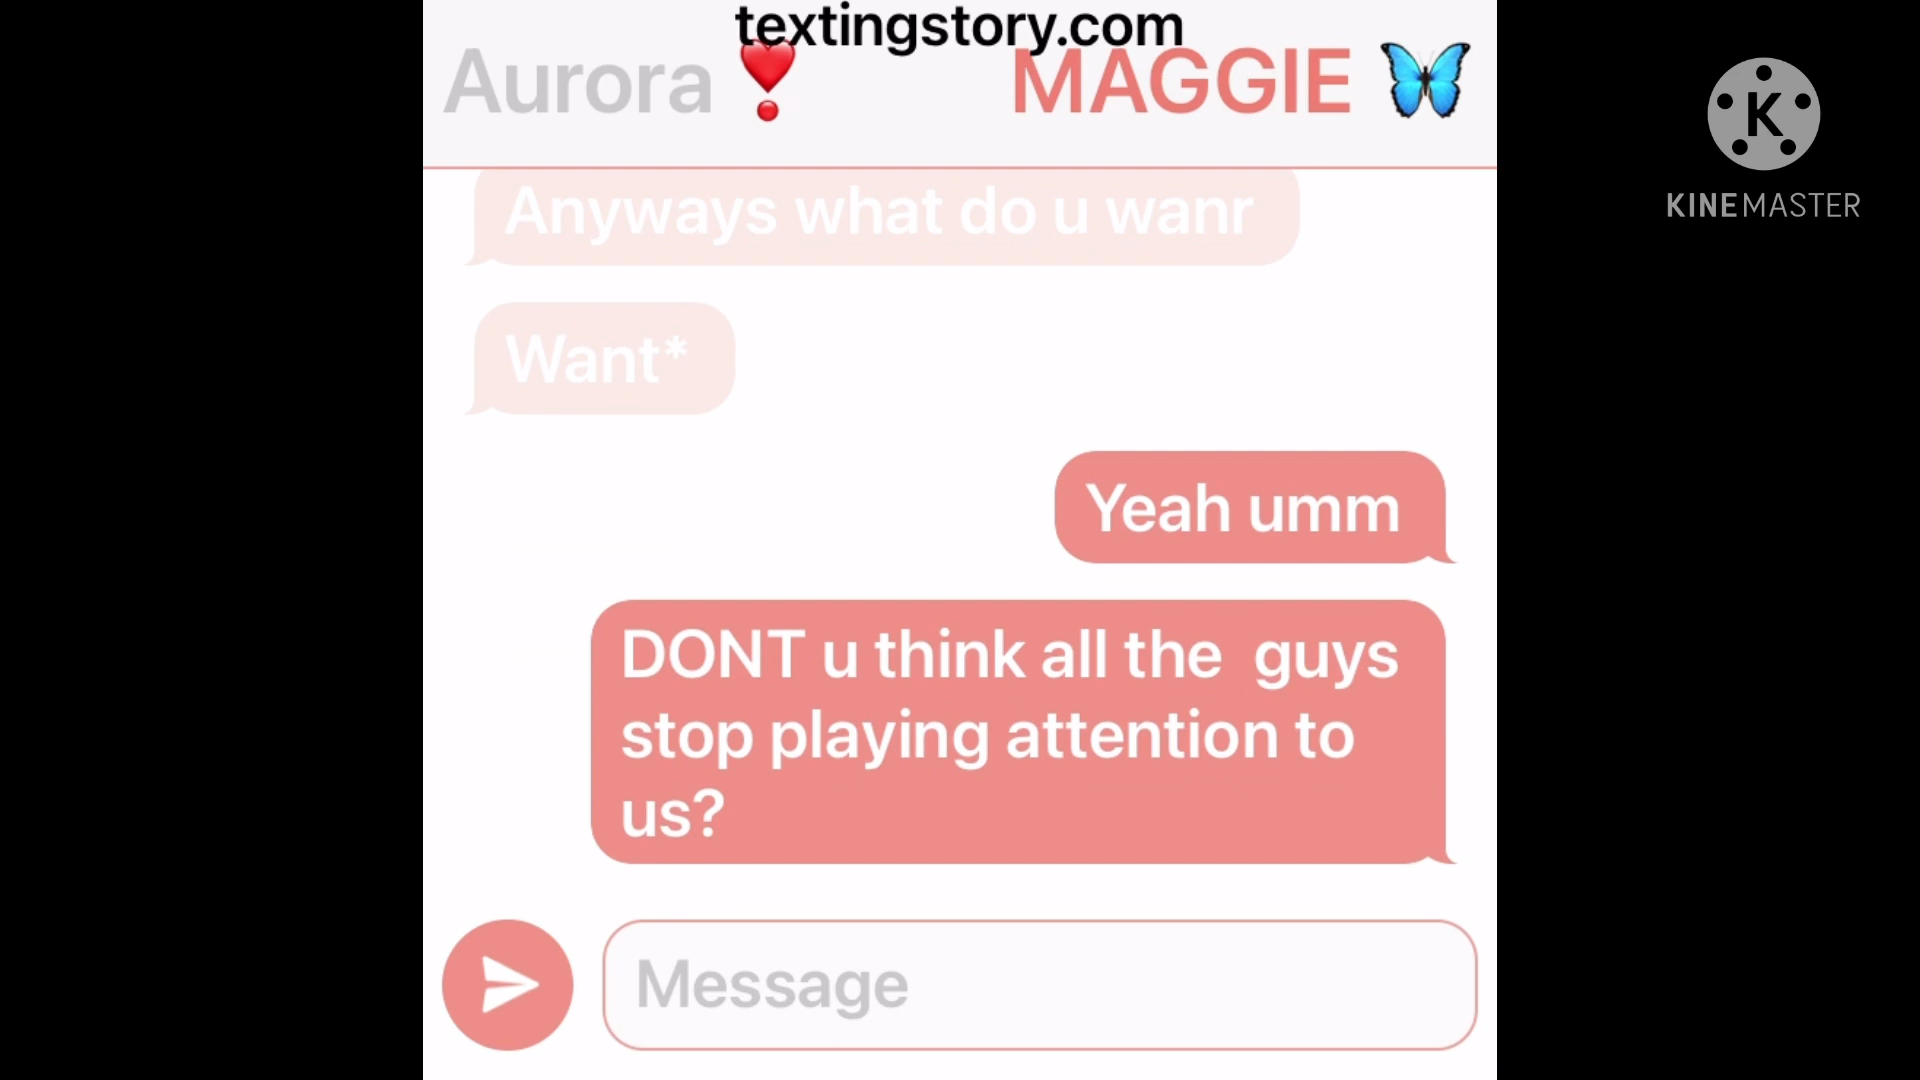 textingstory.com
Aurora❣️ MAGGIE 🦋
KINEMASTER
Anyways what do u wanr
Want*
Yeah umm
DONT u think all the  guys
stop playing attention to
us?
Message